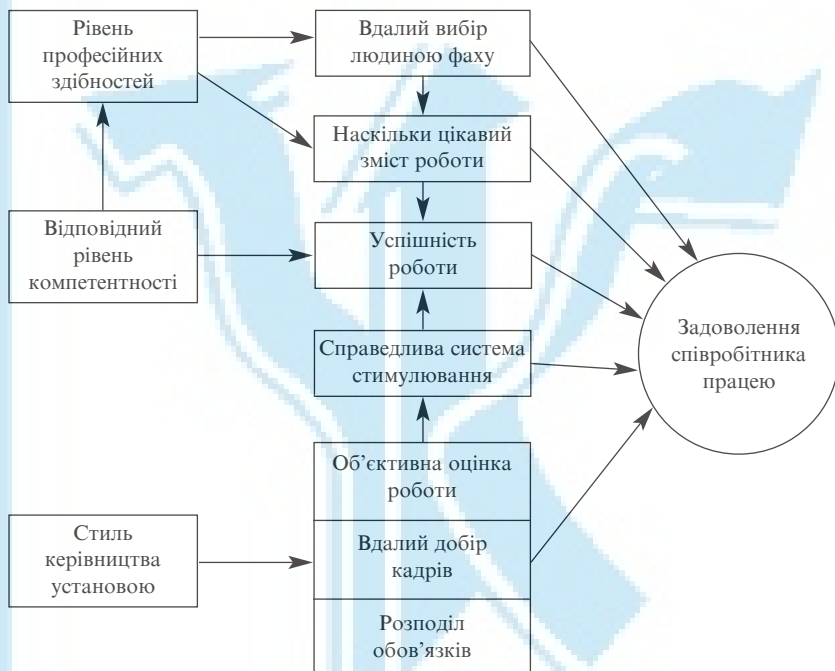 Рівень
професійних
здібностей
Вдалий вибір
людиною фаху
Наскільки цікавий
зміст роботи
Відповідний
рівень
компетентності
Успішність
роботи
Справедлива система
стимулювання
Задоволення
співробітника
працею
Об’єктивна оцінка
роботи
Стиль
керівництва
установою
Вдалий добір
кадрів
Розподіл
обов’язків